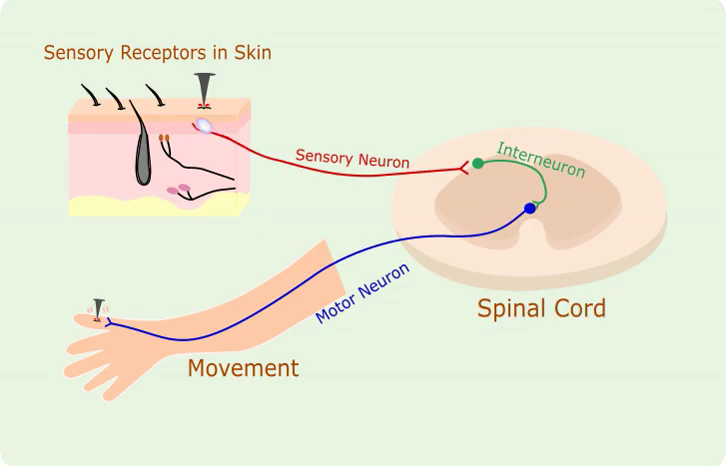 Sensory Receptors in Skin
Sensory Neuron
Interneuron
Motor Neuron
Spinal Cord
Movement